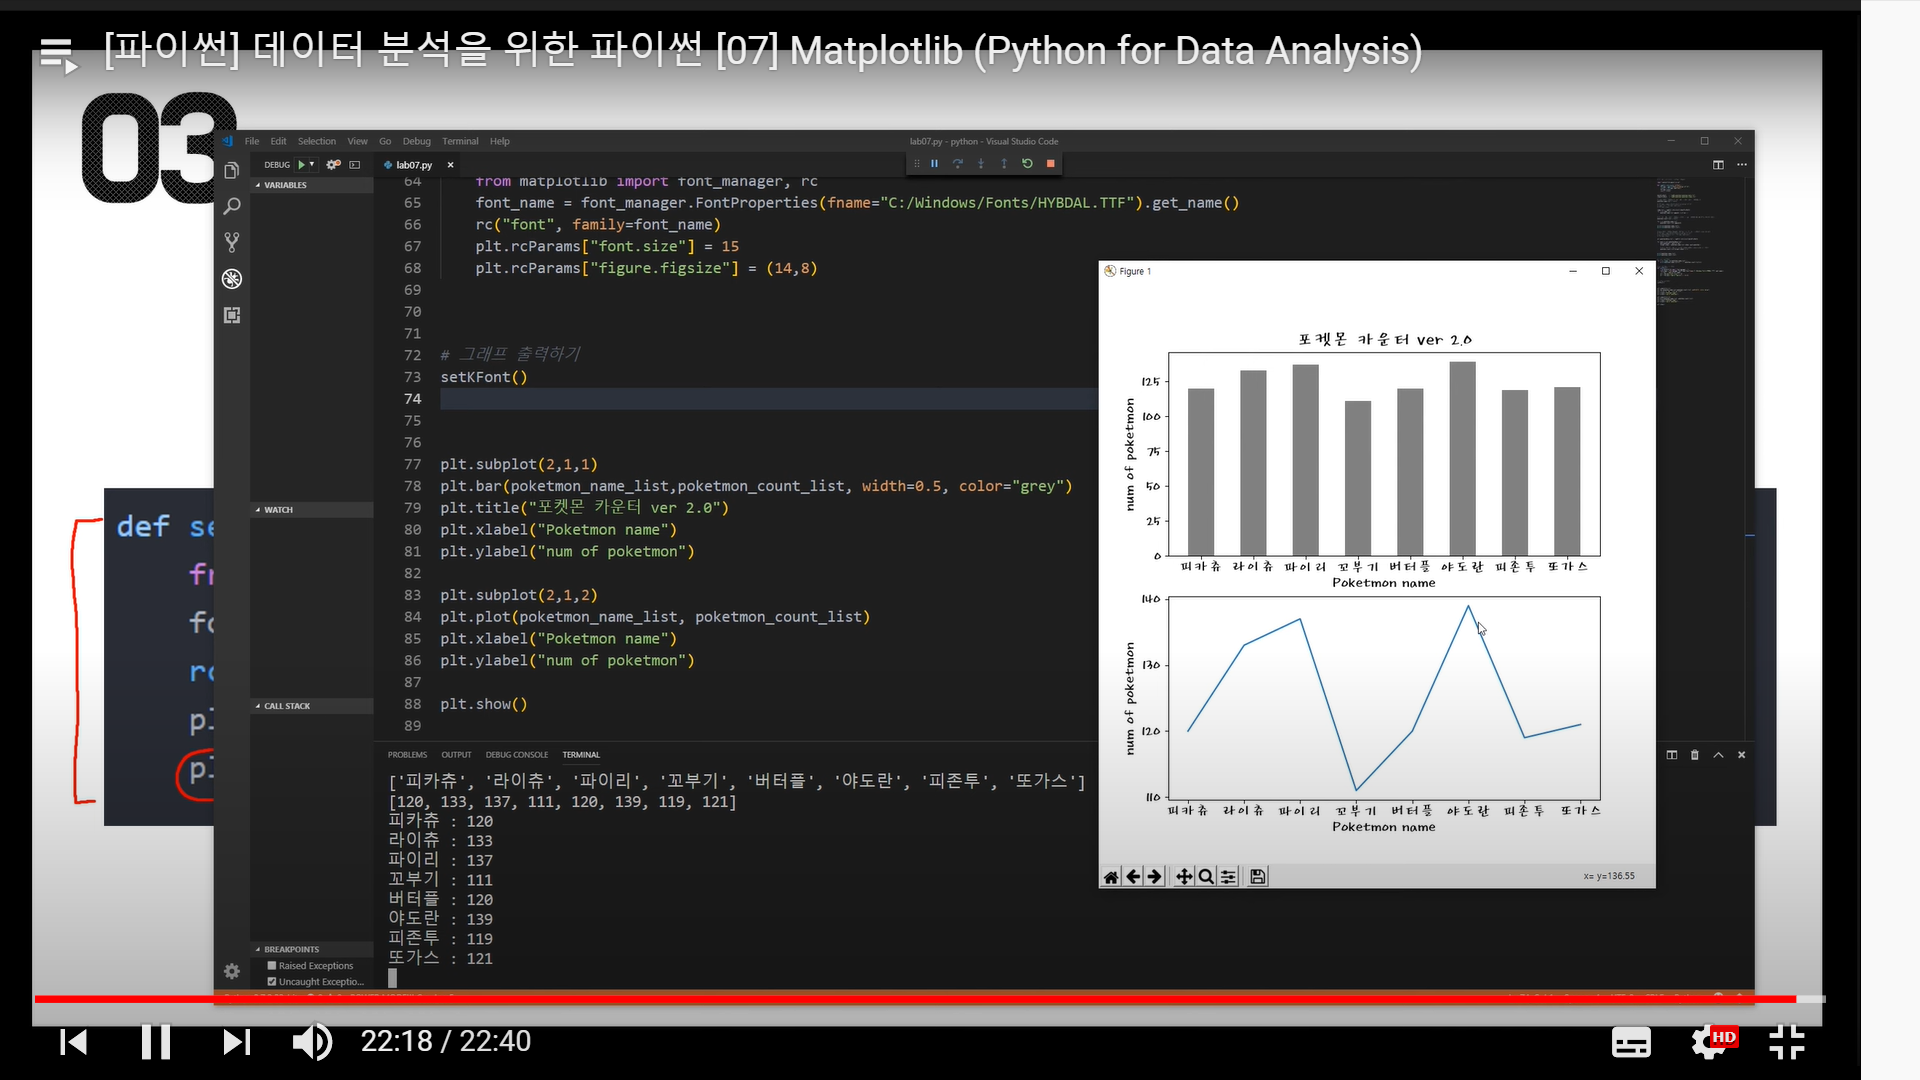 [파이썬] 데이터 분석을 위한 파이썬 [07] Matplotlib (Python for Data Analysis)
03
File Edit Selection View Go Debug Terminal Help
lab07.py - python - Visual Studio Code
DEBUG
lab07.py
VARIABLES
WATCH
CALL STACK
BREAKPOINTS
Raised Exceptions
Uncaught Exceptio...
def se
fr
fo
rc
pl
pl
64 from matplotlib import font_manager, rc
65 font_name = font_manager.FontProperties(fname="C:/Windows/Fonts/HYBDAL.TTF").get_name()
66 rc("font", family=font_name)
67 plt.rcParams["font.size"] = 15
68 plt.rcParams["figure.figsize"] = (14,8)
69
70
71
72 # 그래프 출력하기
73 setKFont()
74
75
76
77 plt.subplot(2,1,1)
78 plt.bar(poketmon_name_list,poketmon_count_list, width=0.5, color="grey")
79 plt.title("포켓몬 카운터 ver 2.0")
80 plt.xlabel("Poketmon name")
81 plt.ylabel("num of poketmon")
82
83 plt.subplot(2,1,2)
84 plt.plot(poketmon_name_list, poketmon_count_list)
85 plt.xlabel("Poketmon name")
86 plt.ylabel("num of poketmon")
87
88 plt.show()
89
PROBLEMS OUTPUT DEBUG CONSOLE TERMINAL
['피카츄', '라이츄', '파이리', '꼬부기', '버터플', '야도란', '피존투', '또가스']
[120, 133, 137, 111, 120, 139, 119, 121]
피카츄 : 120
라이츄 : 133
파이리 : 137
꼬부기 : 111
버터플 : 120
야도란 : 139
피존투 : 119
또가스 : 121
Figure 1
포켓몬 카운터 ver 2.0
num of poketmon
125
100
75
50
25
0
피카츄 라이츄 파이리 꼬부기 버터플 야도란 피존투 또가스
Poketmon name
num of poketmon
140
130
120
110
피카츄 라이츄 파이리 꼬부기 버터플 야도란 피존투 또가스
Poketmon name
x= y=136.55
22:18 / 22:40
HD